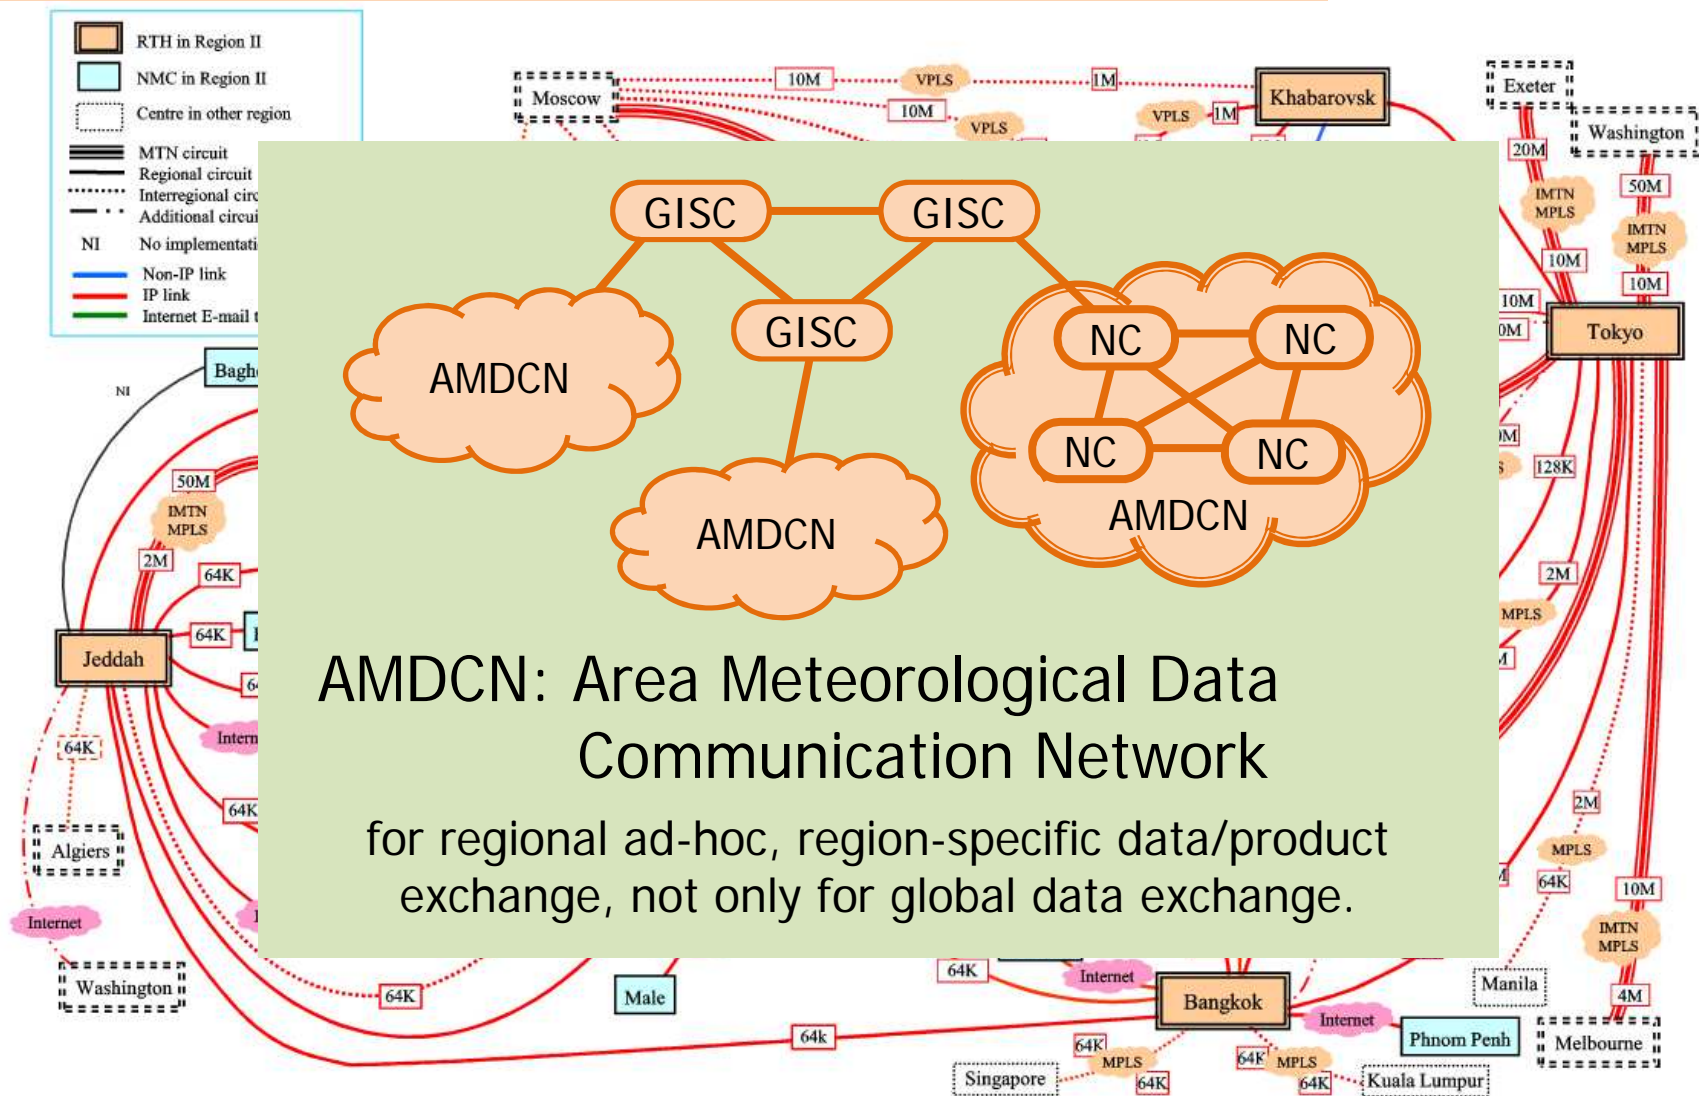 RTH in Region II
NMC in Region II
Centre in other region
MTN circuit
Regional circuit
Interregional
Additional
NI No
Non-IP link
IP link
Internet E-mail
Moscow
10M
VPLS
1M
Khabarovsk
10M
VPLS
VPLS
1M
Exeter
Washington
20M
50M
IMTN
MPLS
IMTN
MPLS
10M
10M
10M
Tokyo
GISC
GISC
GISC
NC
NC
NC
NC
AMDCN
AMDCN
AMDCN
NI
50M
IMTN
MPLS
2M
64K
64K
128K
2M
MPLS
Jeddah
AMDCN: Area Meteorological Data
Communication Network
for regional ad-hoc, region-specific data/product
exchange, not only for global data exchange.
64K
64K
Algiers
Internet
Washington
64K
Male
64K
Internet
Bangkok
Internet
Phnom Penh
2M
MPLS
64K
Manila
10M
IMTN
MPLS
4M
Melbourne
64k
64K
MPLS
64K
Singapore
64K
MPLS
64K
Kuala Lumpur